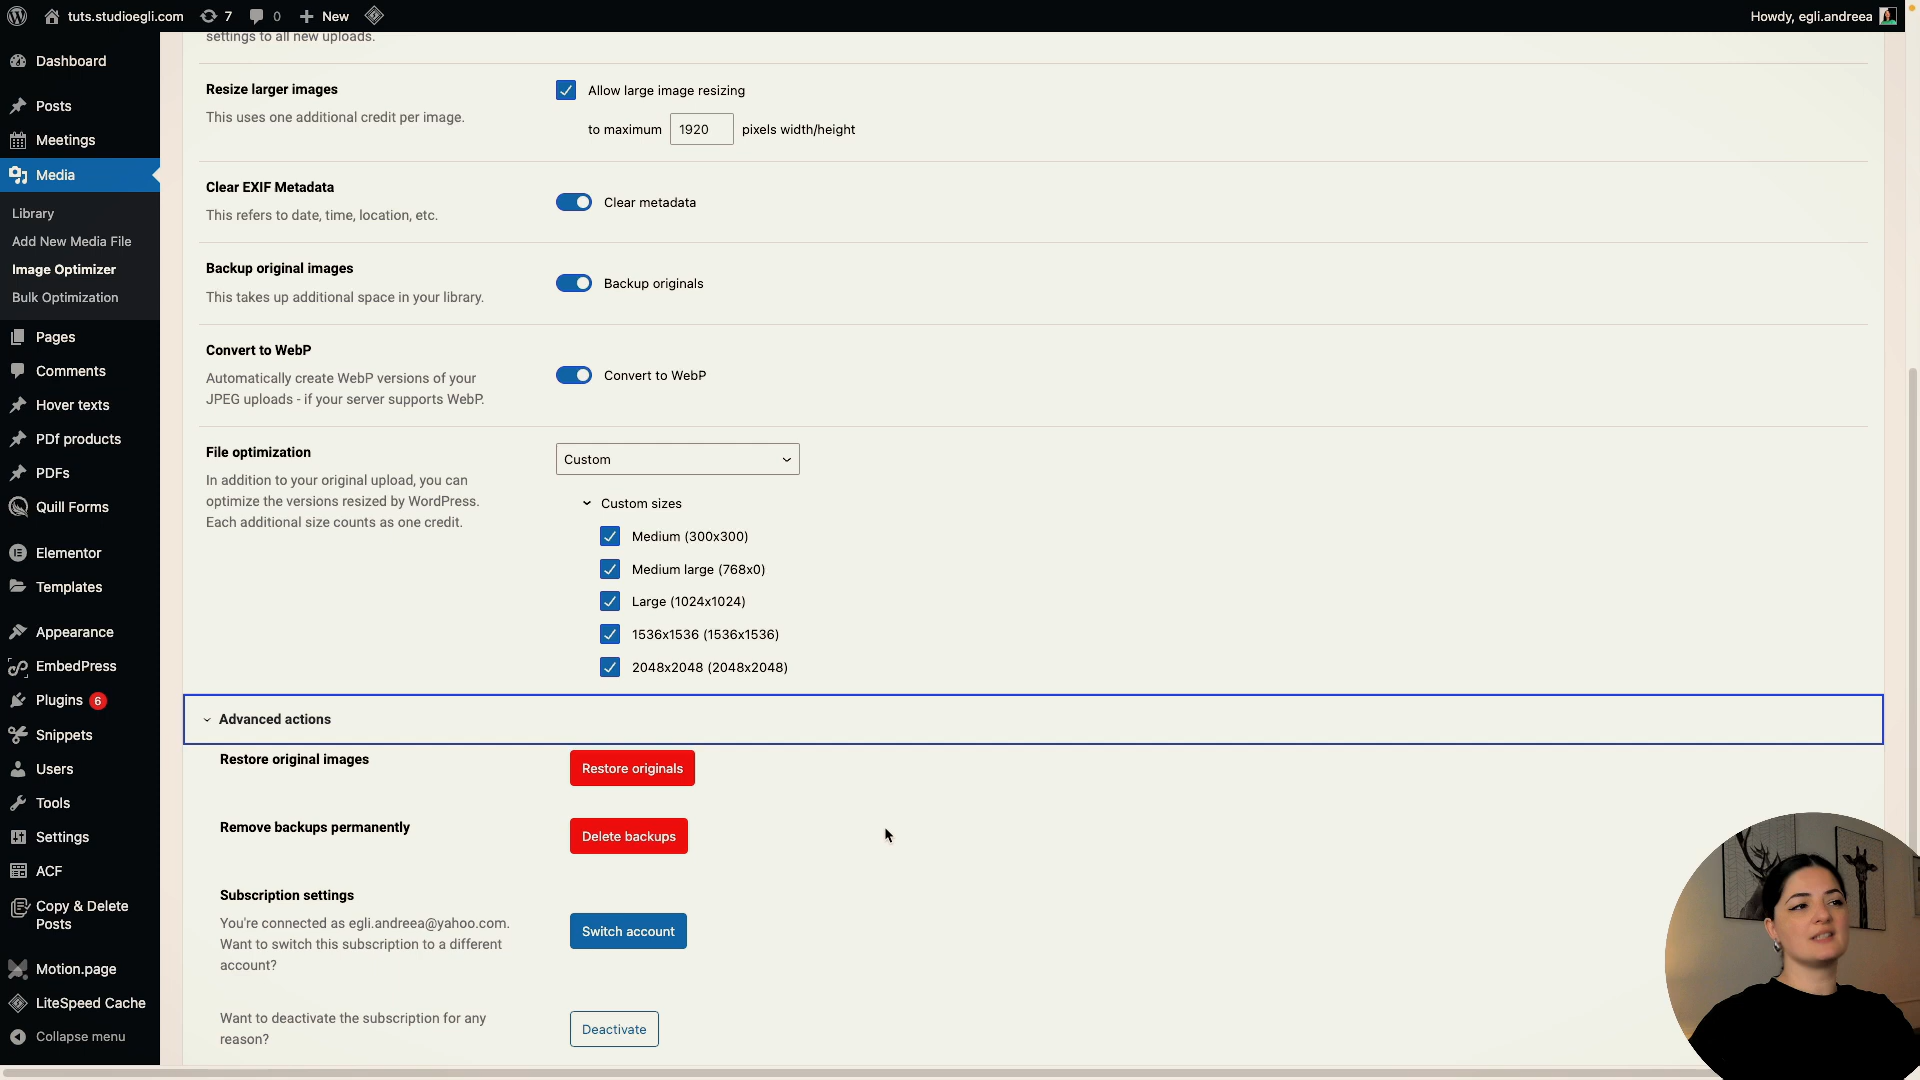 tuts.studioegli.com
7
0
New
Howdy, egli.andreea
Dashboard
Posts
Meetings
Media
Library
Add New Media File
Image Optimizer
Bulk Optimization
Pages
Comments
Hover texts
PDf products
PDFs
Quill Forms
Elementor
Templates
Appearance
EmbedPress
Plugins 6
Snippets
Users
Tools
Settings
ACF
Copy & Delete
Posts
Motion.page
LiteSpeed Cache
Collapse menu
settings to all new uploads.
Resize larger images
This uses one additional credit per image.
Allow large image resizing
to maximum 1920 pixels width/height
Clear EXIF Metadata
This refers to date, time, location, etc.
Clear metadata
Backup original images
This takes up additional space in your library.
Backup originals
Convert to WebP
Automatically create WebP versions of your
JPEG uploads - if your server supports WebP.
Convert to WebP
File optimization
In addition to your original upload, you can
optimize the versions resized by WordPress.
Each additional size counts as one credit.
Custom
Custom sizes
Medium (300x300)
Medium large (768x0)
Large (1024x1024)
1536x1536 (1536x1536)
2048x2048 (2048x2048)
Advanced actions
Restore original images
Restore originals
Remove backups permanently
Delete backups
Subscription settings
You're connected as egli.andreea@yahoo.com.
Want to switch this subscription to a different
account?
Switch account
Want to deactivate the subscription for any
reason?
Deactivate